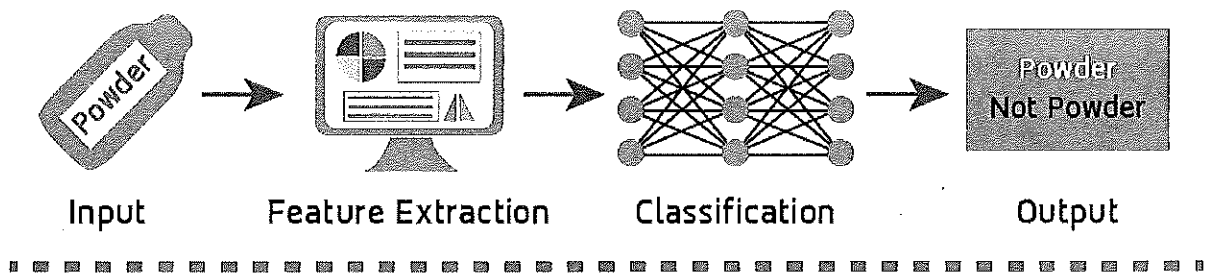 Powder
Powder
Not Powder
Input
Feature Extraction
Classification
Output